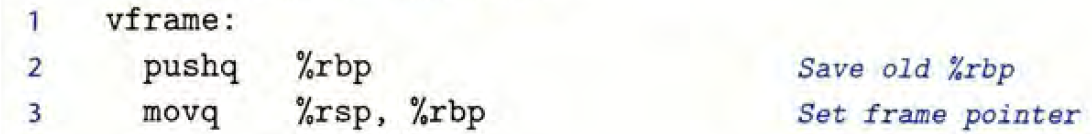 1 vframe:
2 pushq %rbp Save old %rbp
3 movq %rsp, %rbp Set frame pointer